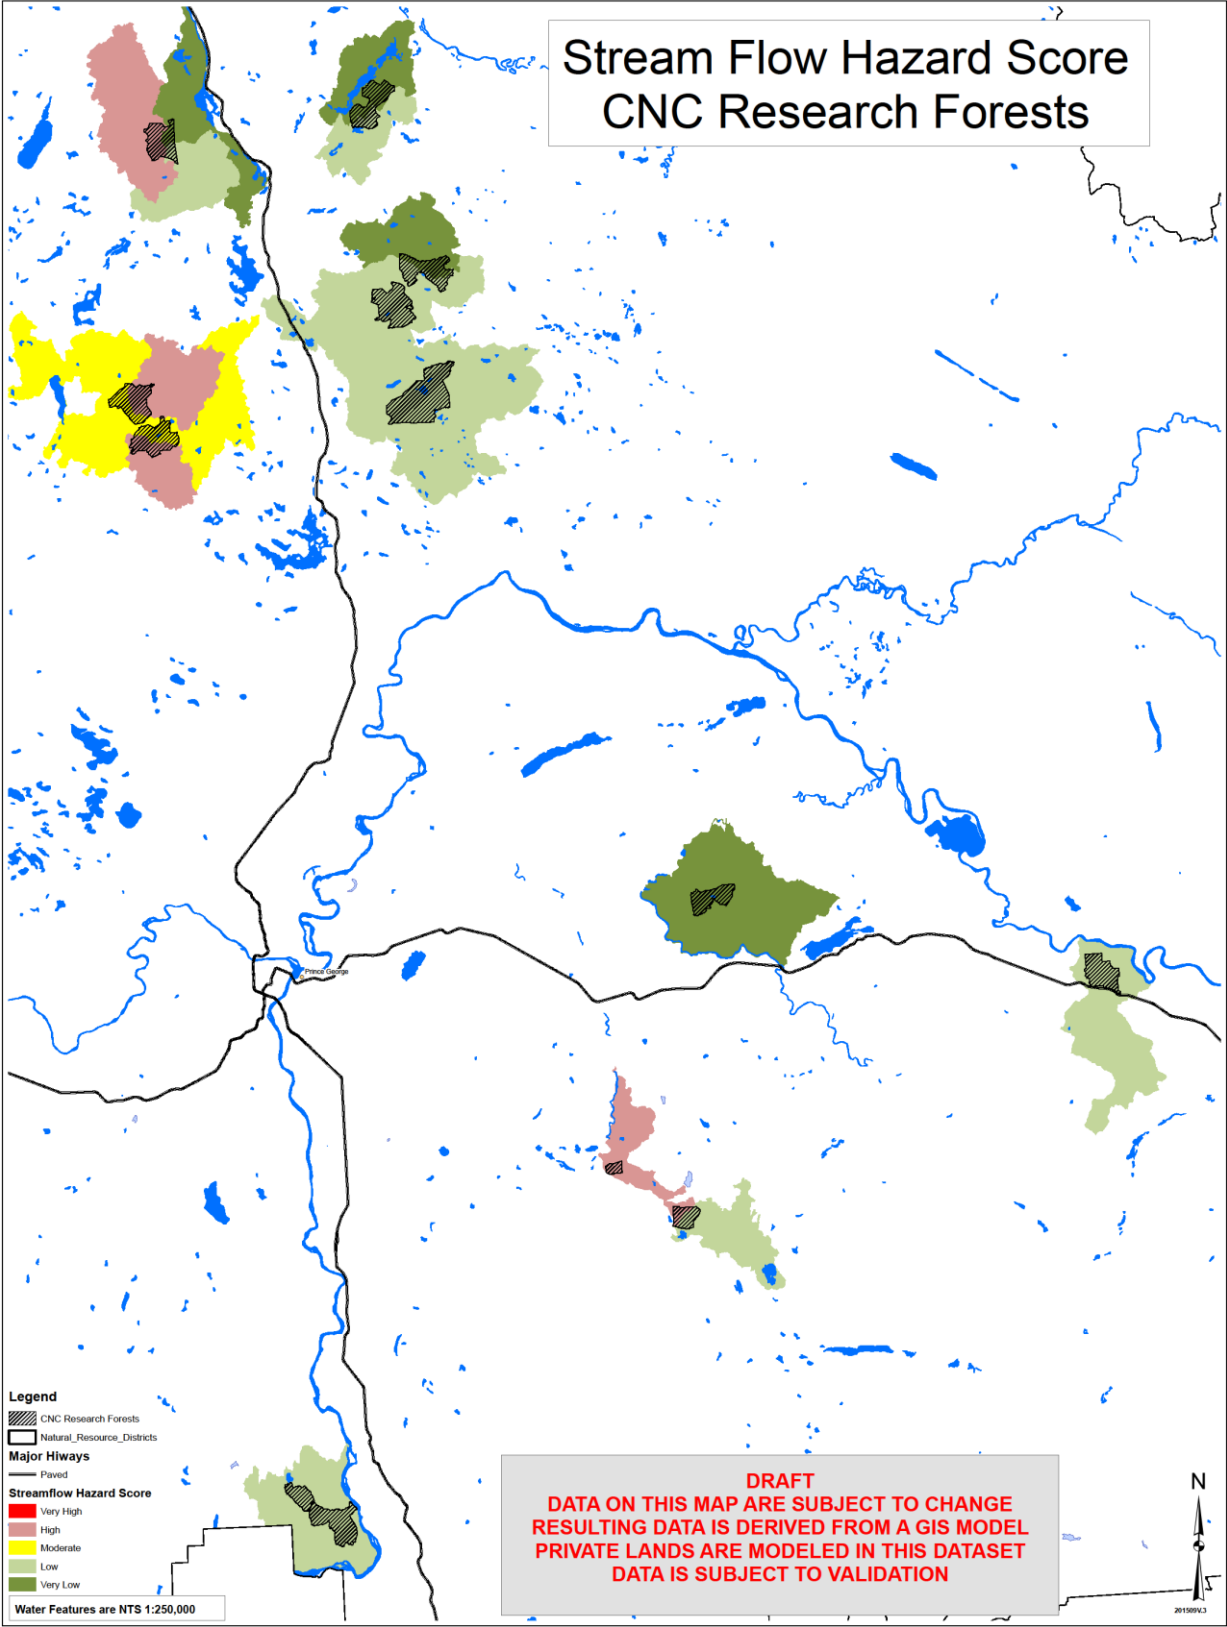 Stream Flow Hazard Score
CNC Research Forests
Prince George
Legend
CNC Research Forests
Natural_Resource_Districts
Major Hiways
Paved
Streamflow Hazard Score
Very High
High
Moderate
Low
Very Low
Water Features are NTS 1:250,000
DRAFT
DATA ON THIS MAP ARE SUBJECT TO CHANGE
RESULTING DATA IS DERIVED FROM A GIS MODEL
PRIVATE LANDS ARE MODELED IN THIS DATASET
DATA IS SUBJECT TO VALIDATION
N